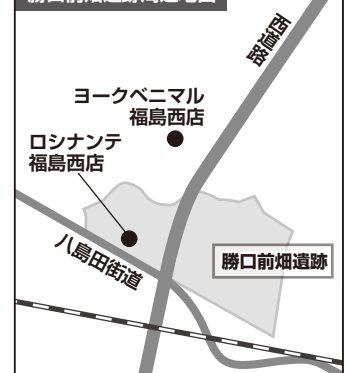 勝口前畑遺跡周辺地図
西道路
ヨークベニマル
福島西店
ロシナンテ
福島西店
八島田街道
勝口前畑遺跡